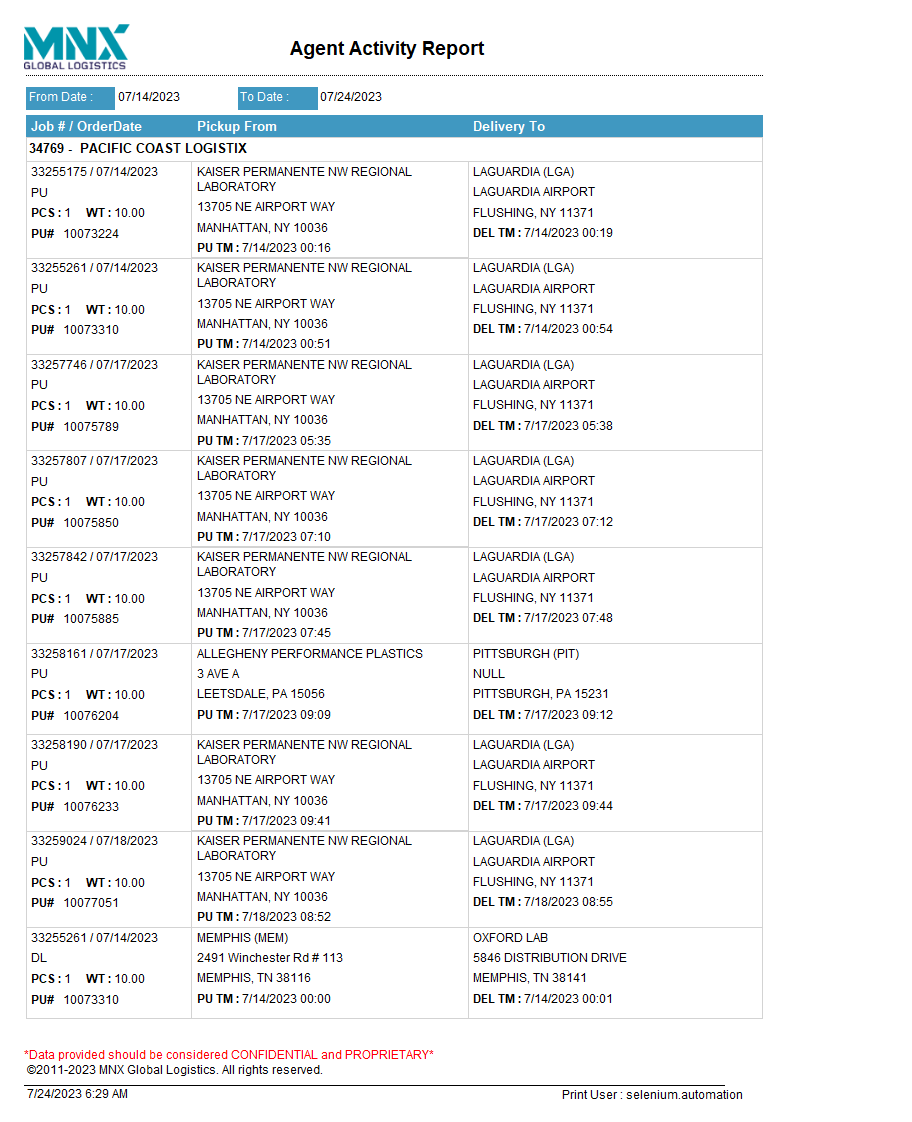 MNX
GLOBAL LOGISTICS
Agent Activity Report
From Date : 07/14/2023 To Date : 07/24/2023
Job # / OrderDate Pickup From Delivery To
34769 - PACIFIC COAST LOGISTIX
33255175 / 07/14/2023
PU
PCS : 1 WT : 10.00
PU# 10073224
KAISER PERMANENTE NW REGIONAL
LABORATORY
13705 NE AIRPORT WAY
MANHATTAN, NY 10036
PU TM : 7/14/2023 00:16
LAGUARDIA (LGA)
LAGUARDIA AIRPORT
FLUSHING, NY 11371
DEL TM : 7/14/2023 00:19
33255261 / 07/14/2023
PU
PCS : 1 WT : 10.00
PU# 10073310
KAISER PERMANENTE NW REGIONAL
LABORATORY
13705 NE AIRPORT WAY
MANHATTAN, NY 10036
PU TM : 7/14/2023 00:51
LAGUARDIA (LGA)
LAGUARDIA AIRPORT
FLUSHING, NY 11371
DEL TM : 7/14/2023 00:54
33257746 / 07/17/2023
PU
PCS : 1 WT : 10.00
PU# 10075789
KAISER PERMANENTE NW REGIONAL
LABORATORY
13705 NE AIRPORT WAY
MANHATTAN, NY 10036
PU TM : 7/17/2023 05:35
LAGUARDIA (LGA)
LAGUARDIA AIRPORT
FLUSHING, NY 11371
DEL TM : 7/17/2023 05:38
33257807 / 07/17/2023
PU
PCS : 1 WT : 10.00
PU# 10075850
KAISER PERMANENTE NW REGIONAL
LABORATORY
13705 NE AIRPORT WAY
MANHATTAN, NY 10036
PU TM : 7/17/2023 07:10
LAGUARDIA (LGA)
LAGUARDIA AIRPORT
FLUSHING, NY 11371
DEL TM : 7/17/2023 07:12
33257842 / 07/17/2023
PU
PCS : 1 WT : 10.00
PU# 10075885
KAISER PERMANENTE NW REGIONAL
LABORATORY
13705 NE AIRPORT WAY
MANHATTAN, NY 10036
PU TM : 7/17/2023 07:45
LAGUARDIA (LGA)
LAGUARDIA AIRPORT
FLUSHING, NY 11371
DEL TM : 7/17/2023 07:48
33258161 / 07/17/2023
PU
PCS : 1 WT : 10.00
PU# 10076204
ALLEGHENY PERFORMANCE PLASTICS
3 AVE A
LEETSDALE, PA 15056
PU TM : 7/17/2023 09:09
PITTSBURGH (PIT)
NULL
PITTSBURGH, PA 15231
DEL TM : 7/17/2023 09:12
33258190 / 07/17/2023
PU
PCS : 1 WT : 10.00
PU# 10076233
KAISER PERMANENTE NW REGIONAL
LABORATORY
13705 NE AIRPORT WAY
MANHATTAN, NY 10036
PU TM : 7/17/2023 09:41
LAGUARDIA (LGA)
LAGUARDIA AIRPORT
FLUSHING, NY 11371
DEL TM : 7/17/2023 09:44
33259024 / 07/18/2023
PU
PCS : 1 WT : 10.00
PU# 10077051
KAISER PERMANENTE NW REGIONAL
LABORATORY
13705 NE AIRPORT WAY
MANHATTAN, NY 10036
PU TM : 7/18/2023 08:52
LAGUARDIA (LGA)
LAGUARDIA AIRPORT
FLUSHING, NY 11371
DEL TM : 7/18/2023 08:55
33255261 / 07/14/2023
DL
PCS : 1 WT : 10.00
PU# 10073310
MEMPHIS (MEM)
2491 Winchester Rd # 113
MEMPHIS, TN 38116
PU TM : 7/14/2023 00:00
OXFORD LAB
5846 DISTRIBUTION DRIVE
MEMPHIS, TN 38141
DEL TM : 7/14/2023 00:01
*Data provided should be considered CONFIDENTIAL and PROPRIETARY*
©2011-2023 MNX Global Logistics. All rights reserved.
7/24/2023 6:29 AM Print User : selenium.automation